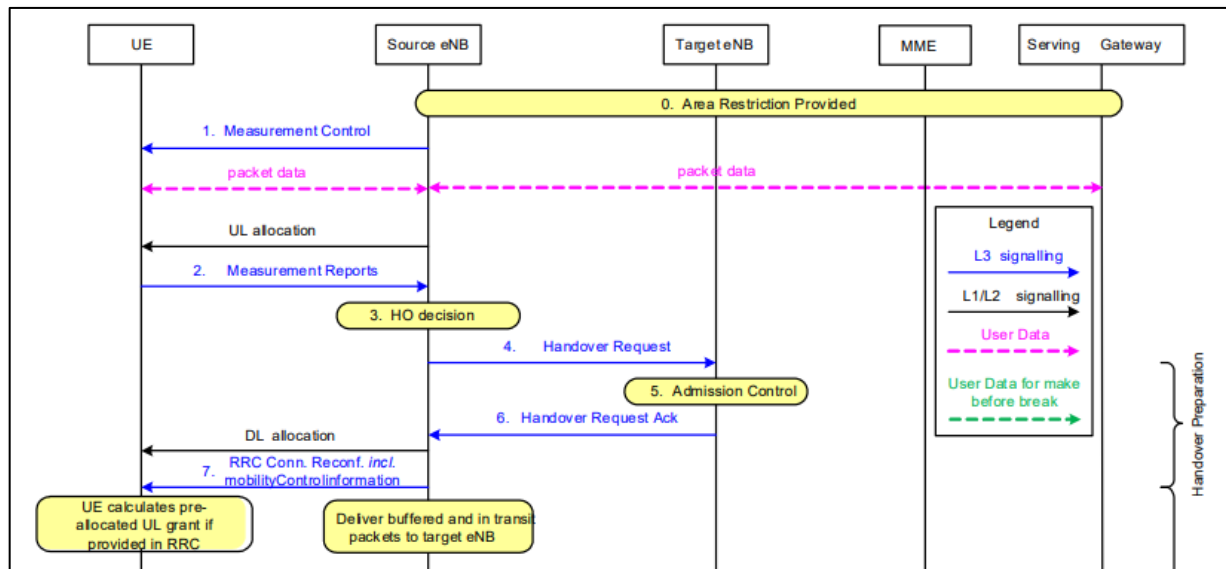 UE
Source eNB
Target eNB
MME
Serving Gateway
0. Area Restriction Provided
1. Measurement Control
packet data
packet data
Legend
UL allocation
L3 signalling
2. Measurement Reports
L1/L2 signalling
3. HO decision
User Data
4. Handover Request
User Data for make
before break
5. Admission Control
6. Handover Request Ack
Handover Preparation
DL allocation
7. RRC Conn. Reconf. incl.
mobilityControlinformation
UE calculates pre-
allocated UL grant if
provided in RRC
Deliver buffered and in transit
packets to target eNB